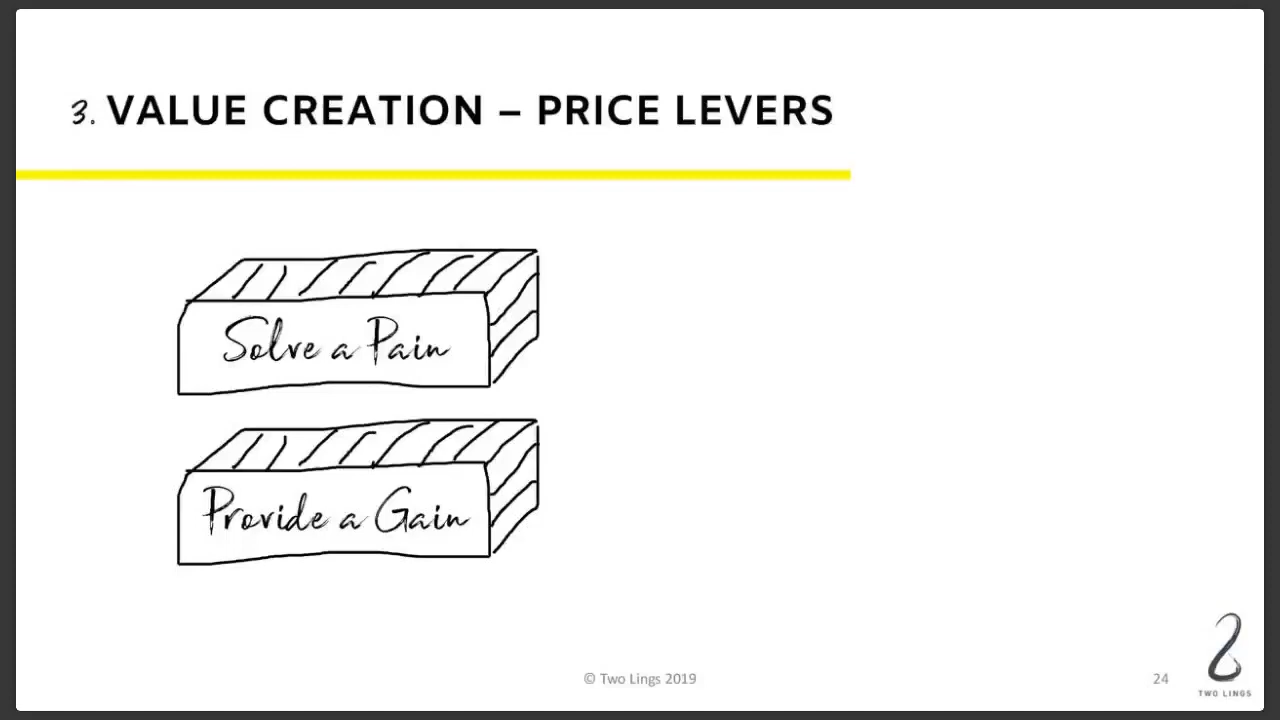 3. VALUE CREATION – PRICE LEVERS
Solve a Pain
Provide a Gain
© Two Lings 2019
24
TWO LINGS